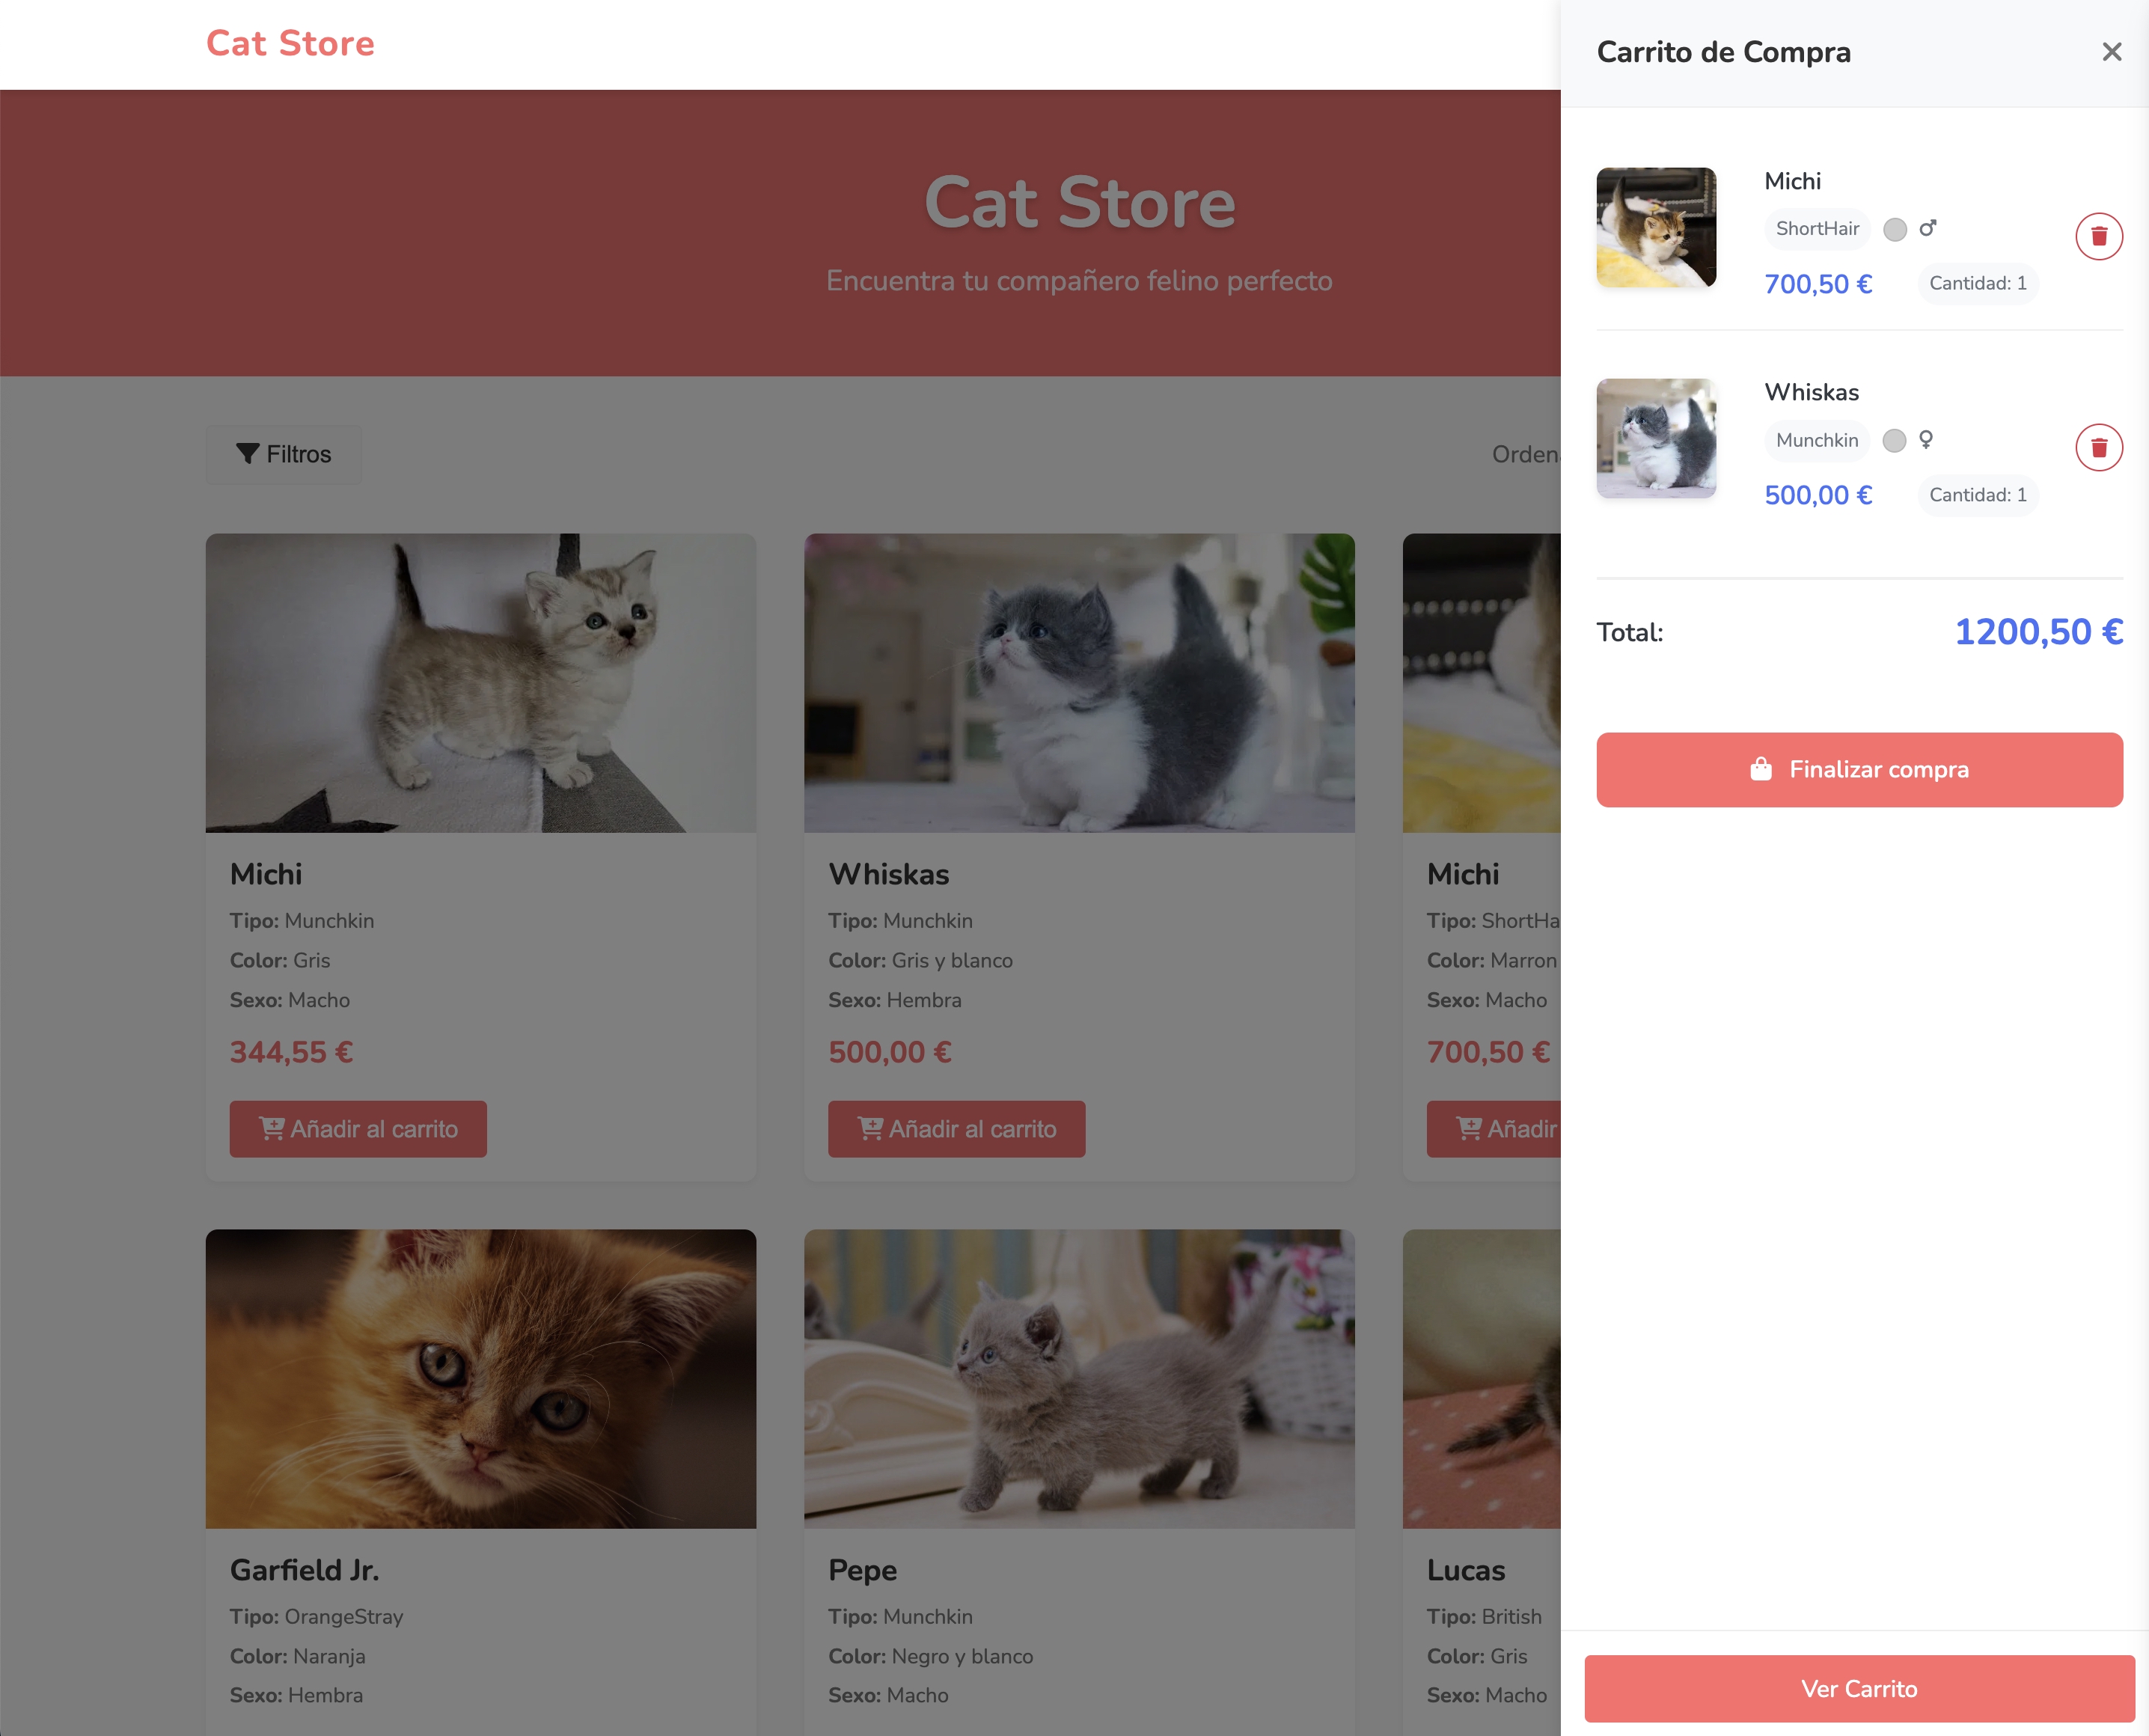 Cat Store
Cat Store
Encuentra tu compañero felino perfecto
Filtros
Michi
Tipo: Munchkin
Color: Gris
Sexo: Macho
344,55 €
Añadir al carrito
Whiskas
Tipo: Munchkin
Color: Gris y blanco
Sexo: Hembra
500,00 €
Añadir al carrito
Michi
Tipo:
Color: Marron
Sexo: Macho
700,50 €
Añadir
Garfield Jr.
Tipo: OrangeStray
Color: Naranja
Sexo: Hembra
Pepe
Tipo: Munchkin
Color: Negro y blanco
Sexo: Macho
Lucas
Tipo: British
Color: Gris
Sexo: Macho
Carrito de Compra
Michi
ShortHair
700,50 € Cantidad: 1
Whiskas
Munchkin
500,00 € Cantidad: 1
Total: 1200,50 €
Finalizar compra
Ver Carrito